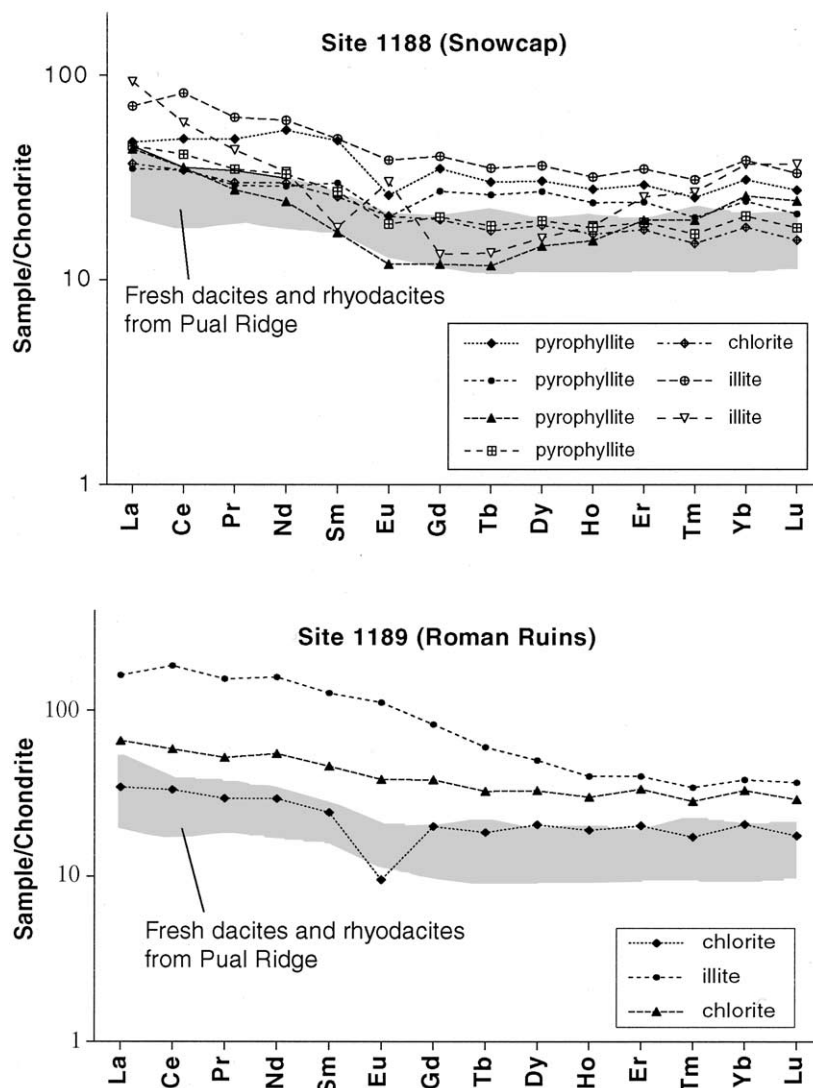 Site 1188 (Snowcap)
Sample/Chondrite
100
10
1
Fresh dacites and rhyodacites
from Pual Ridge
pyrophyllite
chlorite
pyrophyllite
illite
pyrophyllite
illite
pyrophyllite
La Ce Pr Nd Sm Eu Gd Tb Dy Ho Er Tm Yb Lu
Site 1189 (Roman Ruins)
Sample/Chondrite
100
10
1
Fresh dacites and rhyodacites
from Pual Ridge
chlorite
illite
chlorite
La Ce Pr Nd Sm Eu Gd Tb Dy Ho Er Tm Yb Lu